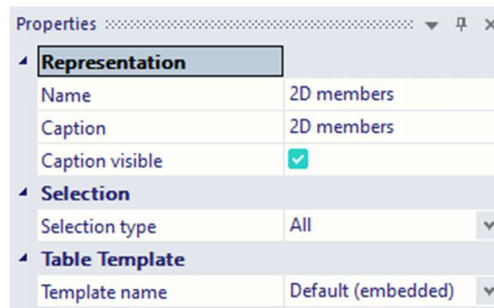 Properties
Representation
Name 2D members
Caption 2D members
Caption visible
Selection
Selection type All
Table Template
Template name Default (embedded)